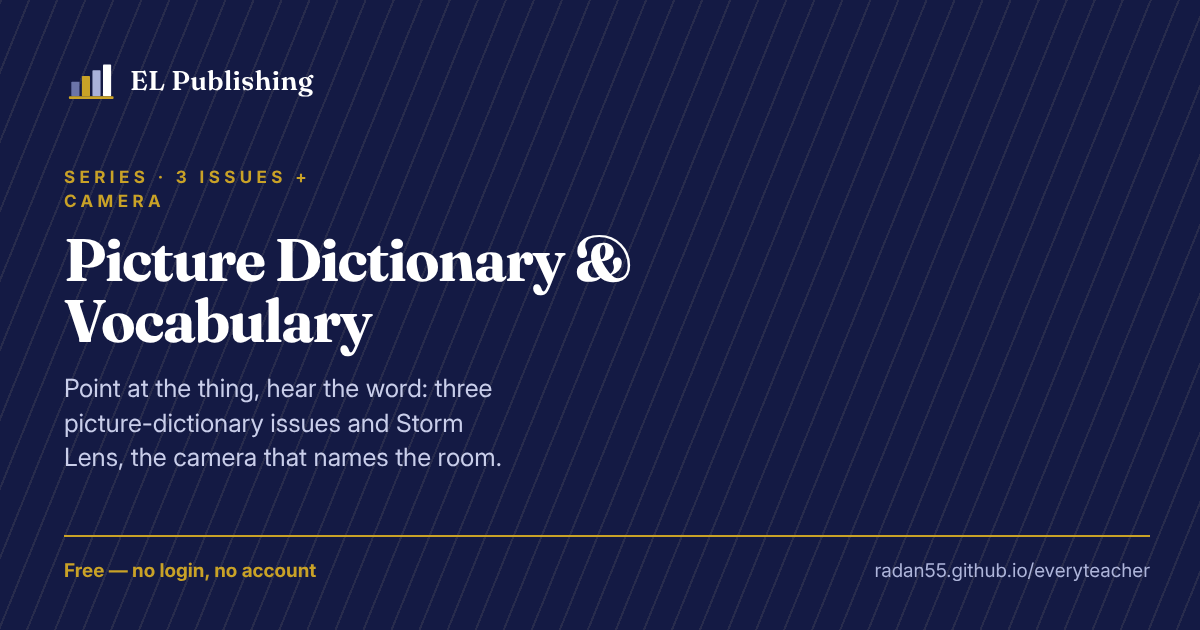 EL Publishing
SERIES · 3 ISSUES +
CAMERA
Picture Dictionary &
Vocabulary
Point at the thing, hear the word: three
picture-dictionary issues and Storm
Lens, the camera that names the room.
Free — no login, no account
radan55.github.io/everyteacher